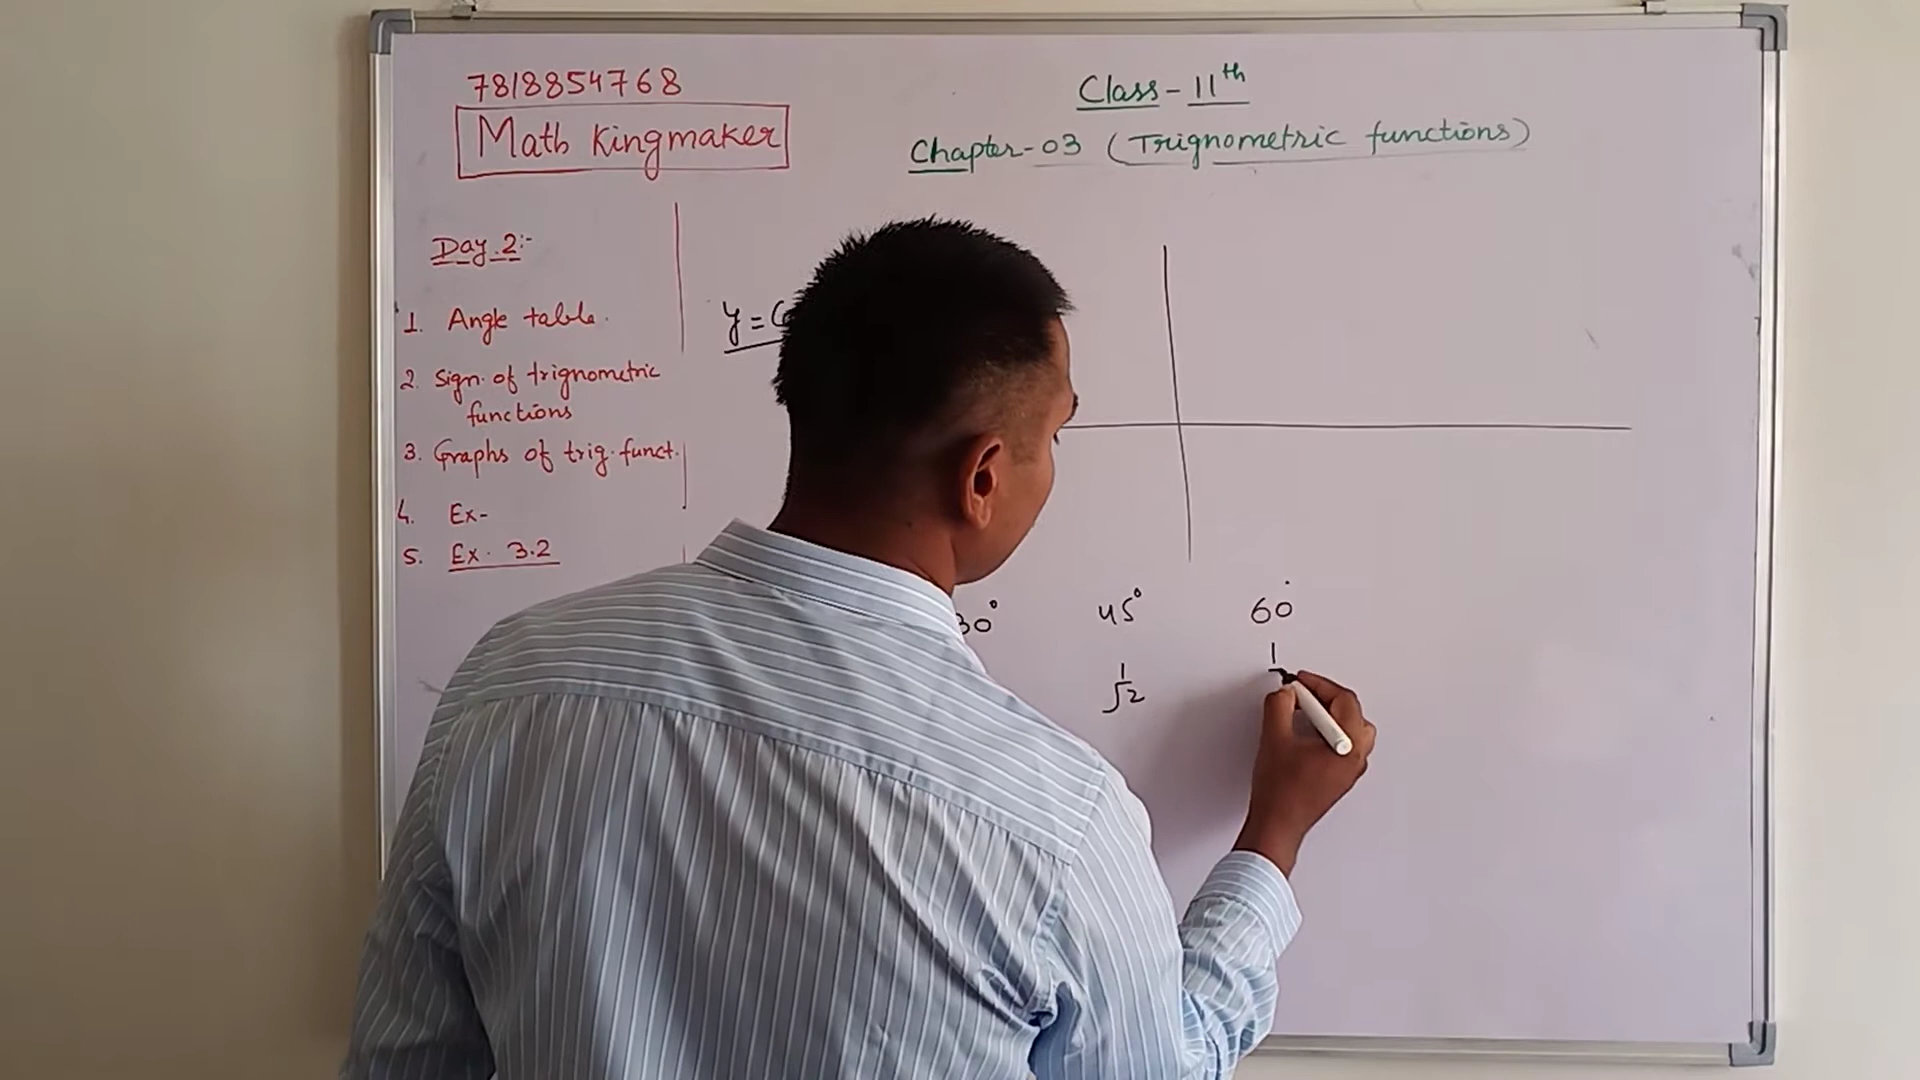 7818854768
Math Kingmaker
Class-11th
Chapter-03 (Trignometric functions)
Day.2:-
1. Angle table.
2. Sign. of trignometric
functions
3. Graphs of trig. funct.
4. Ex-
5. Ex. 3.2
y=
30° 45° 60°
1/√2 1